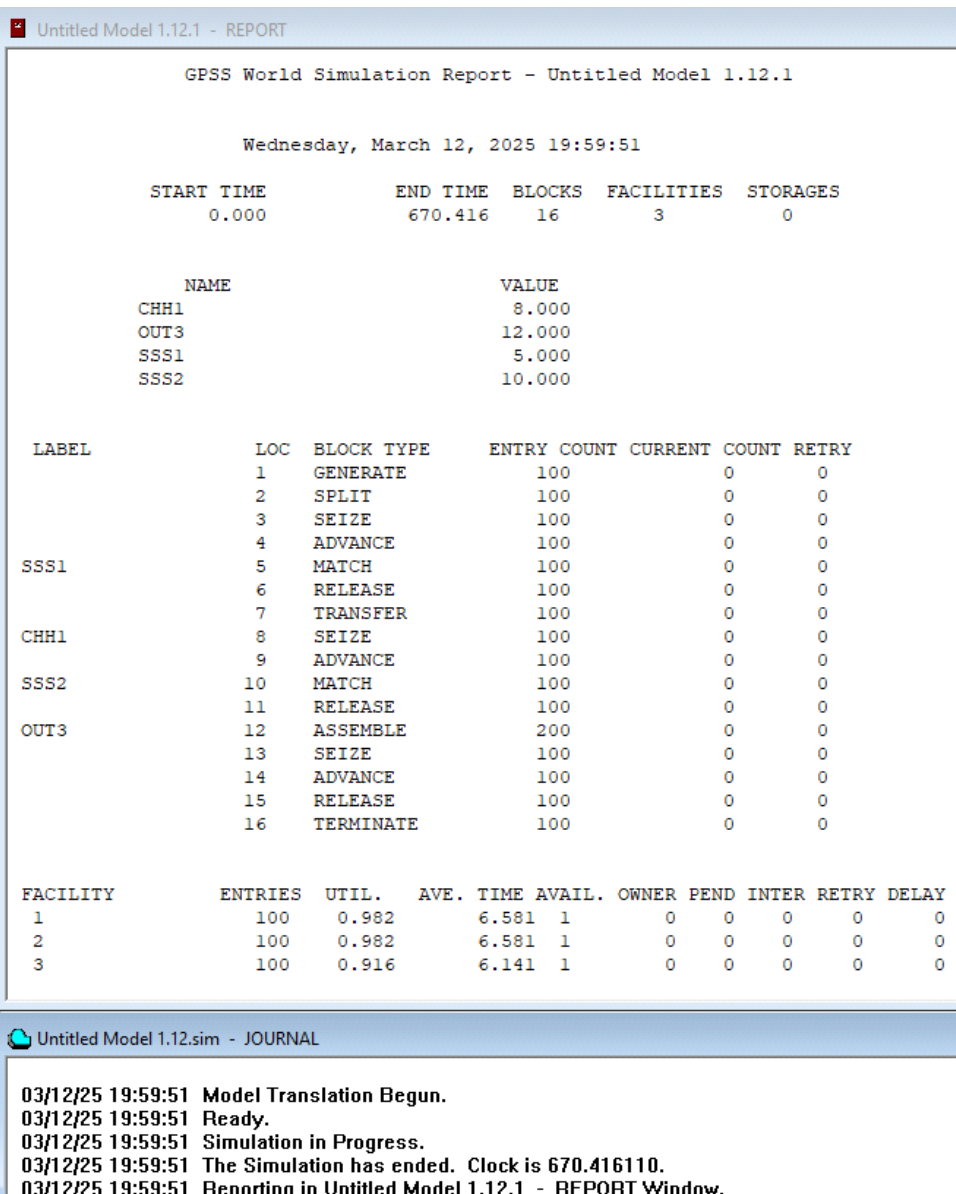 Untitled Model 1.12.1 - REPORT
GPSS World Simulation Report - Untitled Model 1.12.1
Wednesday, March 12, 2025 19:59:51
START TIME END TIME BLOCKS FACILITIES STORAGES
0.000 670.416 16 3 0
NAME VALUE
CHH1 8.000
OUT3 12.000
SSS1 5.000
SSS2 10.000
LABEL LOC BLOCK TYPE ENTRY COUNT CURRENT COUNT RETRY
1 GENERATE 100 0 0
2 SPLIT 100 0 0
3 SEIZE 100 0 0
4 ADVANCE 100 0 0
SSS1 5 MATCH 100 0 0
6 RELEASE 100 0 0
7 TRANSFER 100 0 0
CHH1 8 SEIZE 100 0 0
9 ADVANCE 100 0 0
SSS2 10 MATCH 100 0 0
11 RELEASE 100 0 0
OUT3 12 ASSEMBLE 200 0 0
13 SEIZE 100 0 0
14 ADVANCE 100 0 0
15 RELEASE 100 0 0
16 TERMINATE 100 0 0
FACILITY ENTRIES UTIL. AVE. TIME AVAIL. OWNER PEND INTER RETRY DELAY
1 100 0.982 6.581 1 0 0 0 0 0
2 100 0.982 6.581 1 0 0 0 0 0
3 100 0.916 6.141 1 0 0 0 0 0
Untitled Model 1.12.sim - JOURNAL
03/12/25 19:59:51 Model Translation Begun.
03/12/25 19:59:51 Ready.
03/12/25 19:59:51 Simulation in Progress.
03/12/25 19:59:51 The Simulation has ended. Clock is 670.416110.
03/12/25 19:59:51 Reporting in Untitled Model 1.12.1 - REPORT Window.